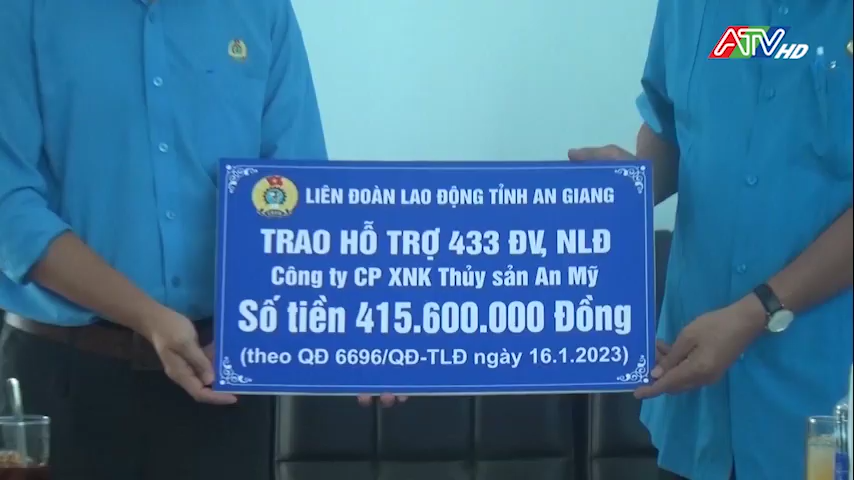 ATV HD
LIÊN ĐOÀN LAO ĐỘNG TỈNH AN GIANG
TRAO HỖ TRỢ 433 ĐV, NLĐ
Công ty CP XNK Thủy sản An Mỹ
Số tiền 415.600.000 Đồng
(theo QĐ 6696/QĐ-TLĐ ngày 16.1.2023)